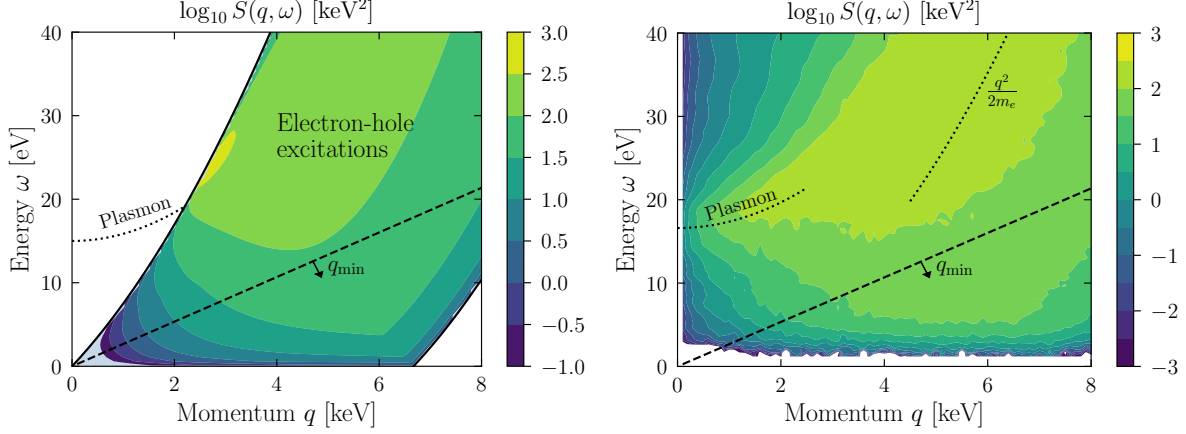 log₁₀ S(q, ω) [keV²]
40
30
20
10
0
Energy ω [eV]
Electron-hole
excitations
Plasmon
q_min
0
2
4
6
8
Momentum q [keV]
3.0
2.5
2.0
1.5
1.0
0.5
0.0
−0.5
−1.0
log₁₀ S(q, ω) [keV²]
40
30
20
10
0
Energy ω [eV]
q²
2mₑ
Plasmon
q_min
0
2
4
6
8
Momentum q [keV]
3
2
1
0
−1
−2
−3